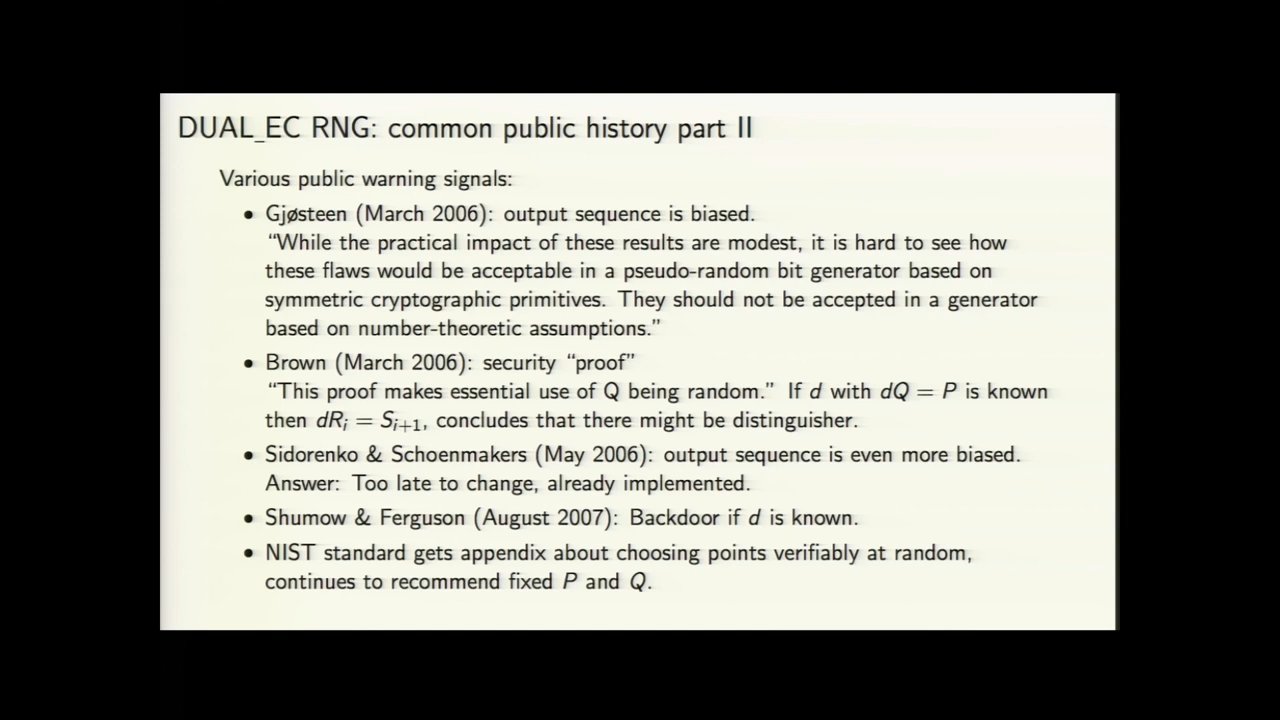 DUAL_EC RNG: common public history part II
Various public warning signals:
• Gjøsteen (March 2006): output sequence is biased.
“While the practical impact of these results are modest, it is hard to see how
these flaws would be acceptable in a pseudo-random bit generator based on
symmetric cryptographic primitives. They should not be accepted in a generator
based on number-theoretic assumptions.”
• Brown (March 2006): security “proof”
“This proof makes essential use of Q being random.” If d with dQ = P is known
then dRᵢ = Sᵢ₊₁, concludes that there might be distinguisher.
• Sidorenko & Schoenmakers (May 2006): output sequence is even more biased.
Answer: Too late to change, already implemented.
• Shumow & Ferguson (August 2007): Backdoor if d is known.
• NIST standard gets appendix about choosing points verifiably at random,
continues to recommend fixed P and Q.